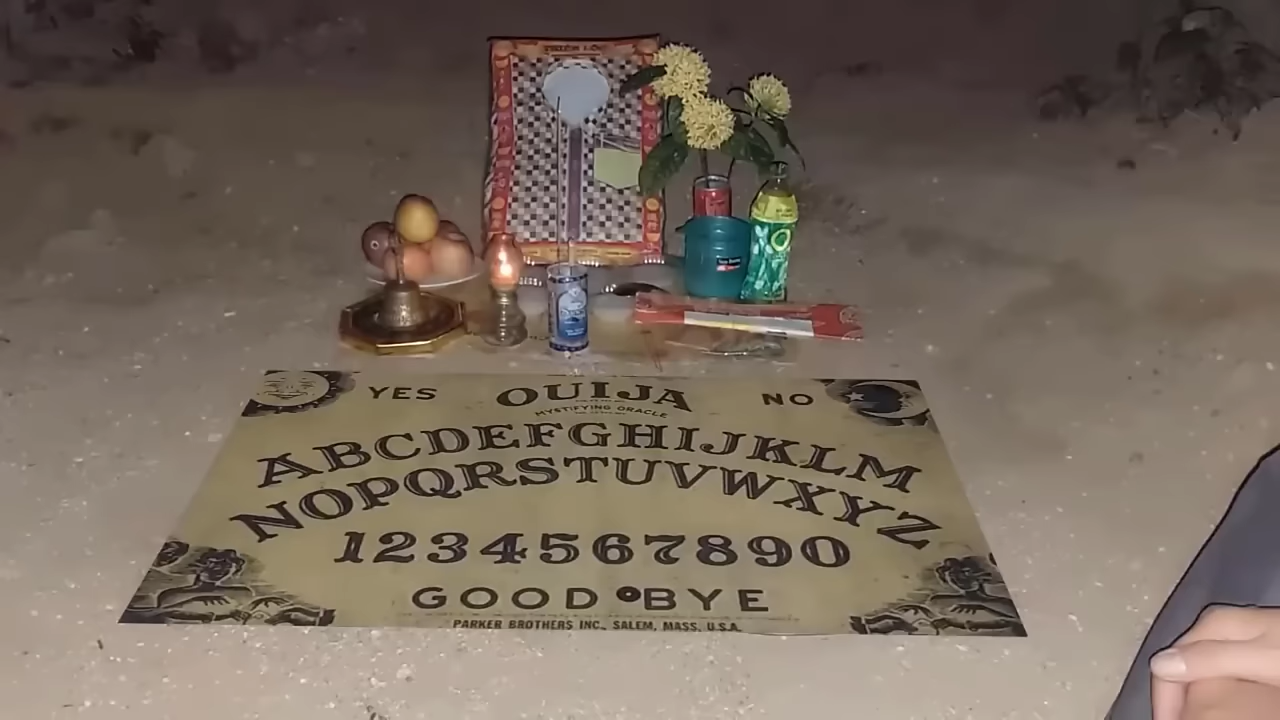 YES OUIJA NO
MYSTIFYING ORACLE
ABCDEFGHIJKLM
NOPQRSTUVWXYZ
1234567890
GOOD BYE
PARKER BROTHERS INC., SALEM, MASS, U.S.A.